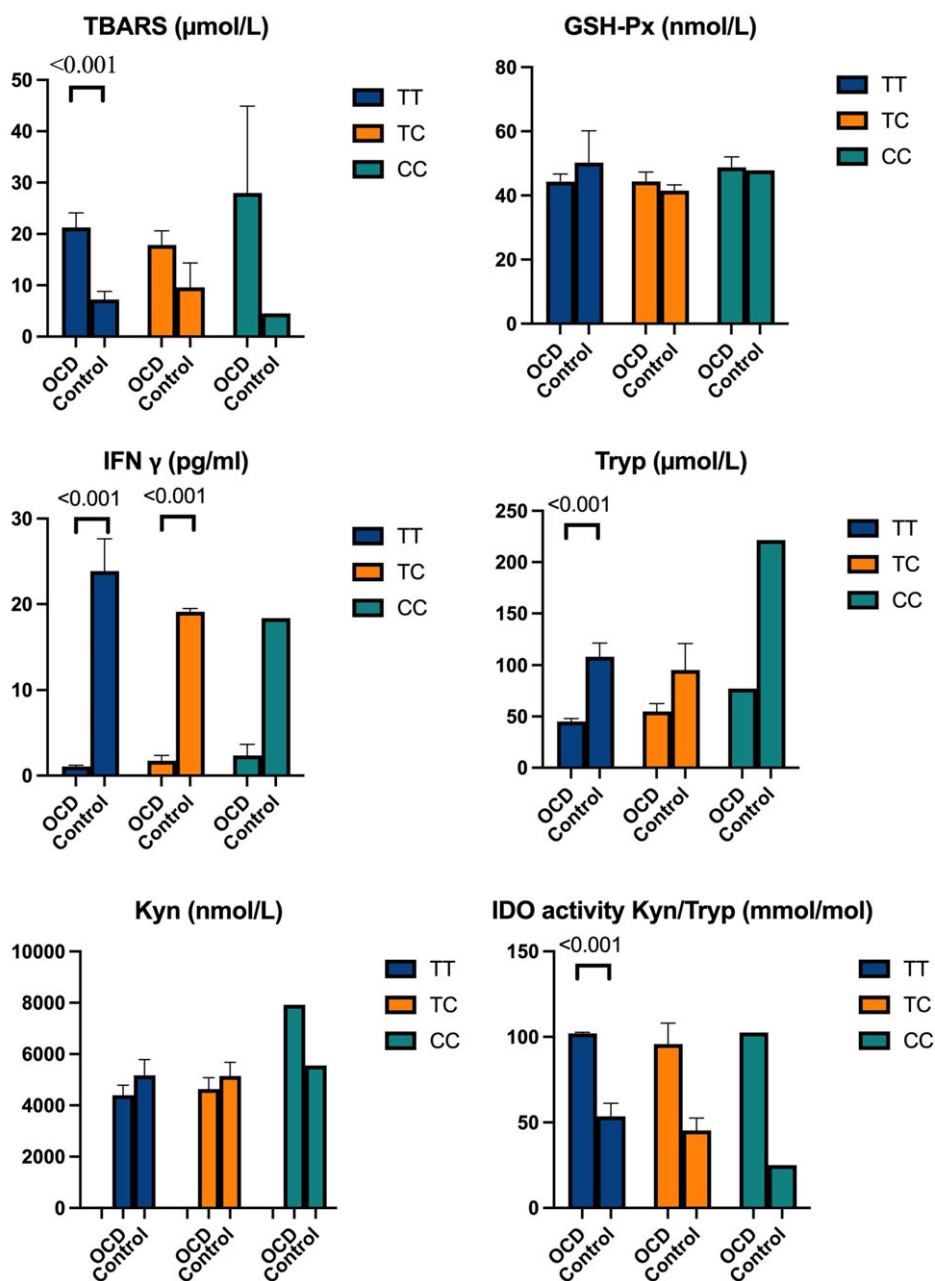 TBARS (µmol/L)
<0.001
50
40
30
20
10
0
OCD
Control
OCD
Control
OCD
Control
TT
TC
CC
GSH-Px (nmol/L)
80
60
40
20
0
OCD
Control
OCD
Control
OCD
Control
TT
TC
CC
IFN γ (pg/ml)
<0.001
<0.001
30
20
10
0
OCD
Control
OCD
Control
OCD
Control
TT
TC
CC
Tryp (µmol/L)
<0.001
250
200
150
100
50
0
OCD
Control
OCD
Control
OCD
Control
TT
TC
CC
Kyn (nmol/L)
10000
8000
6000
4000
2000
0
OCD
Control
OCD
Control
OCD
Control
TT
TC
CC
IDO activity Kyn/Tryp (mmol/mol)
<0.001
150
100
50
0
OCD
Control
OCD
Control
OCD
Control
TT
TC
CC